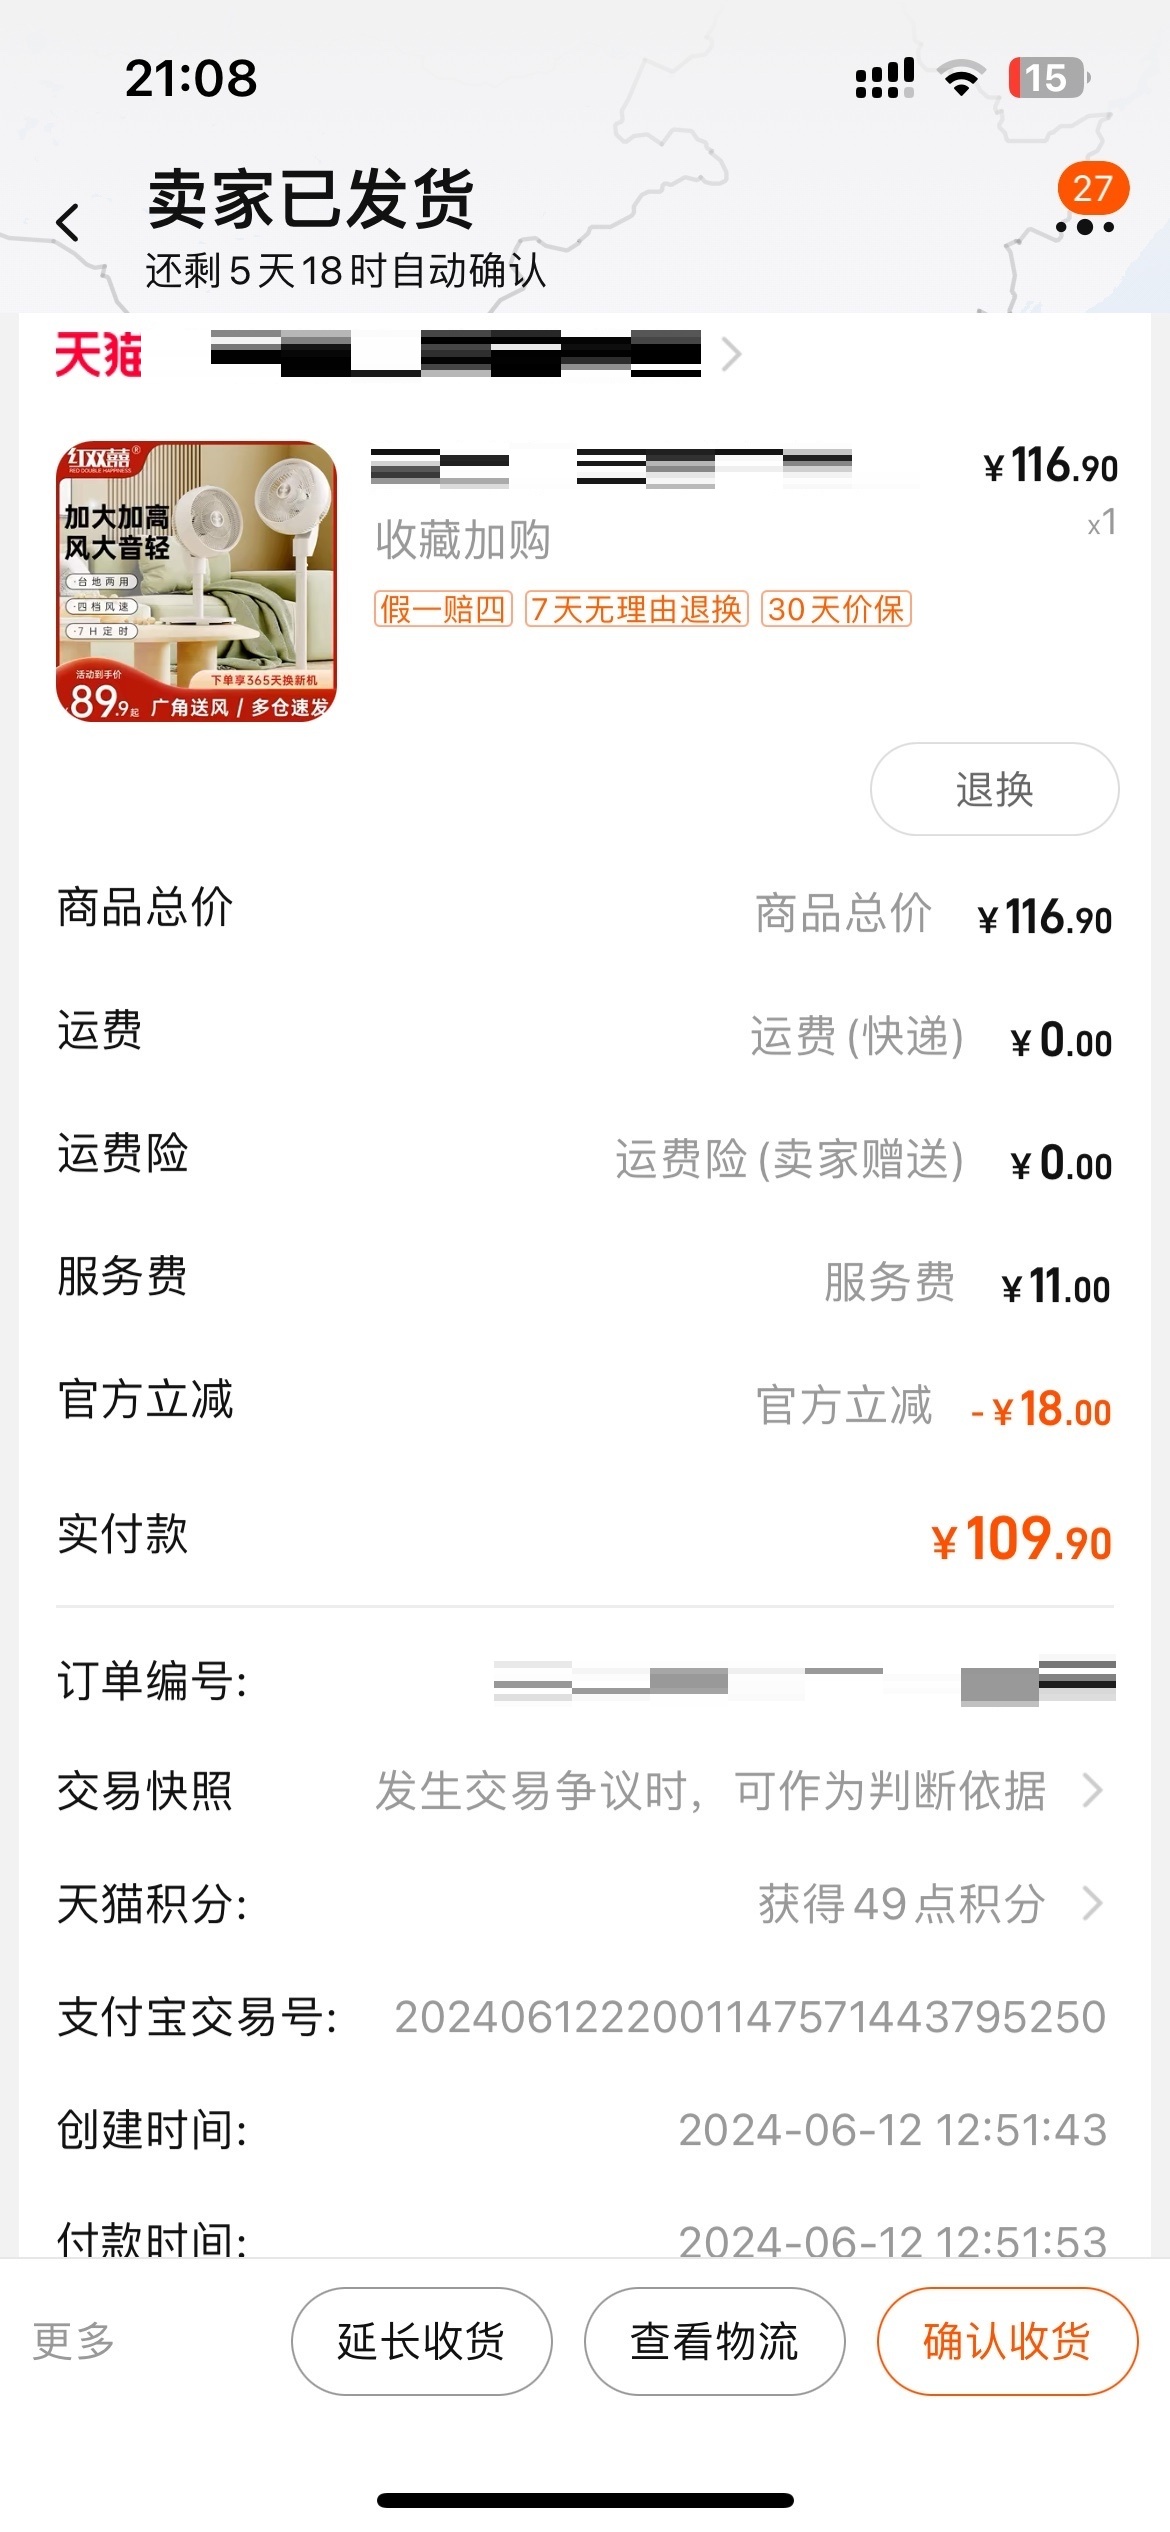 21:08
15
卖家已发货
27
还剩5天18时自动确认
天猫
红双囍®
RED DOUBLE HAPPINESS
加大加高
风大音轻
·台地两用
·四档风速
·7H定时
活动到手价
89.9起
下单享365天换新机
广角送风 / 多仓速发
¥116.90
x1
收藏加购
假一赔四 7天无理由退换 30天价保
退换
商品总价 商品总价 ¥116.90
运费 运费(快递) ¥0.00
运费险 运费险(卖家赠送) ¥0.00
服务费 服务费 ¥11.00
官方立减 官方立减 -¥18.00
实付款 ¥109.90
订单编号:
交易快照 发生交易争议时，可作为判断依据
天猫积分: 获得49点积分
支付宝交易号: 2024061222001147571443795250
创建时间: 2024-06-12 12:51:43
付款时间: 2024-06-12 12:51:53
更多 延长收货 查看物流 确认收货